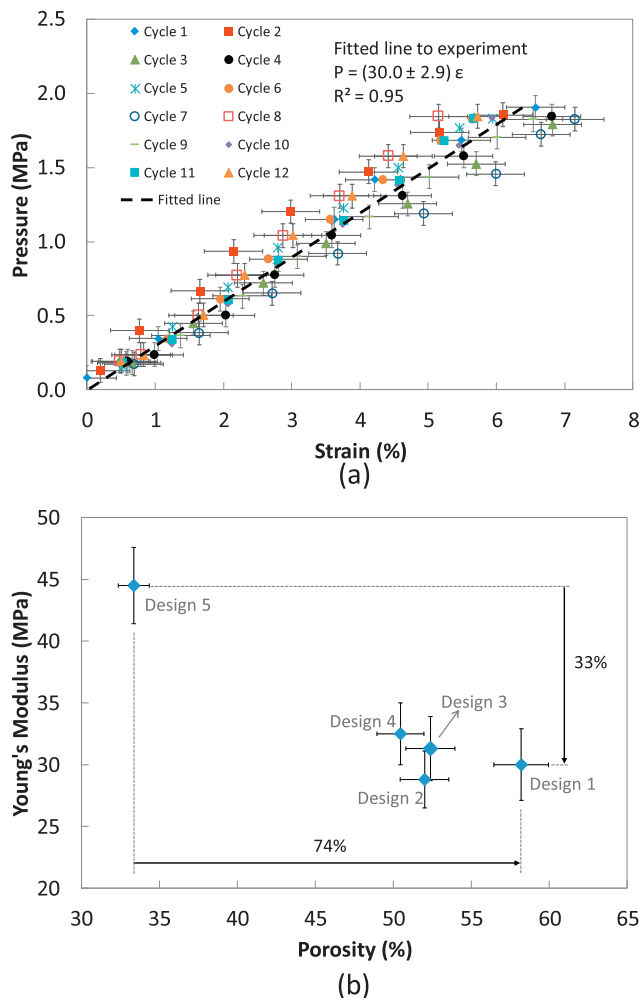 (a)
2.5
2.0
1.5
1.0
0.5
0.0
Pressure (MPa)
Cycle 1 Cycle 2
Cycle 3 Cycle 4
Cycle 5 Cycle 6
Cycle 7 Cycle 8
Cycle 9 Cycle 10
Cycle 11 Cycle 12
Fitted line
Fitted line to experiment
P = (30.0 ± 2.9) ε
R² = 0.95
0 1 2 3 4 5 6 7 8
Strain (%)
(a)
50
45
40
35
30
25
20
Young's Modulus (MPa)
Design 5
33%
Design 3
Design 4
Design 1
Design 2
74%
30 35 40 45 50 55 60 65
Porosity (%)
(b)